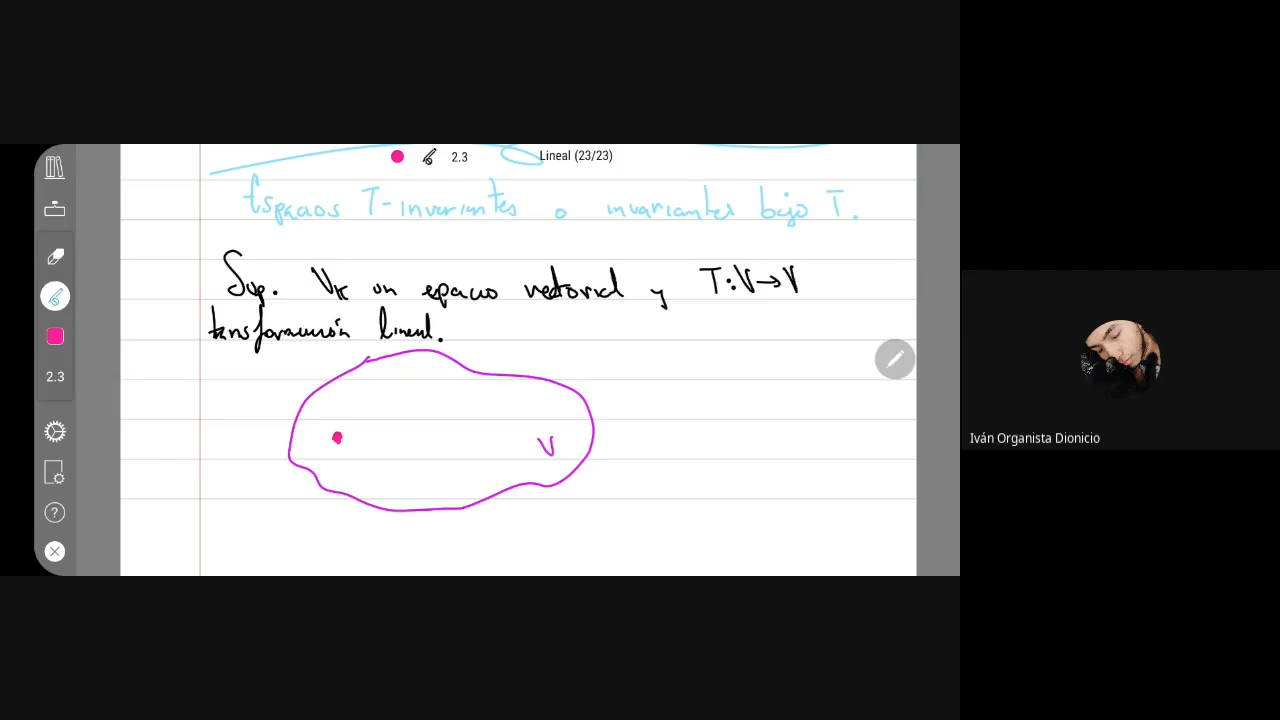 2.3 Lineal (23/23)
Espacios T-invariantes o invariantes bajo T.
Sup. V_K un espacio vectorial y T:V→V
transformación lineal.
2.3
V
?
Iván Organista Dionicio